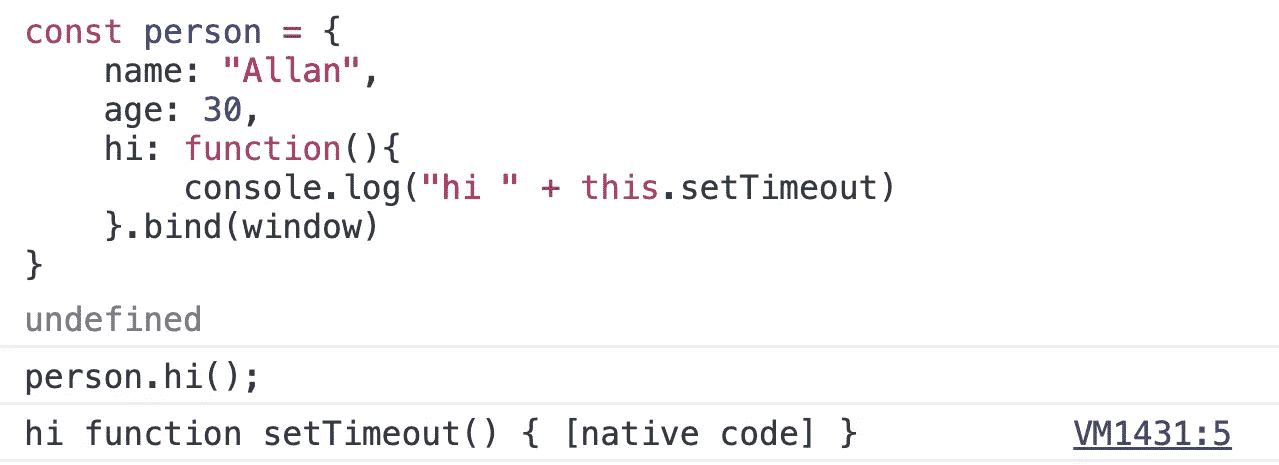 const person = {
    name: "Allan",
    age: 30,
    hi: function(){
        console.log("hi " + this.setTimeout)
    }.bind(window)
}
undefined
person.hi();
hi function setTimeout() { [native code] } VM1431:5